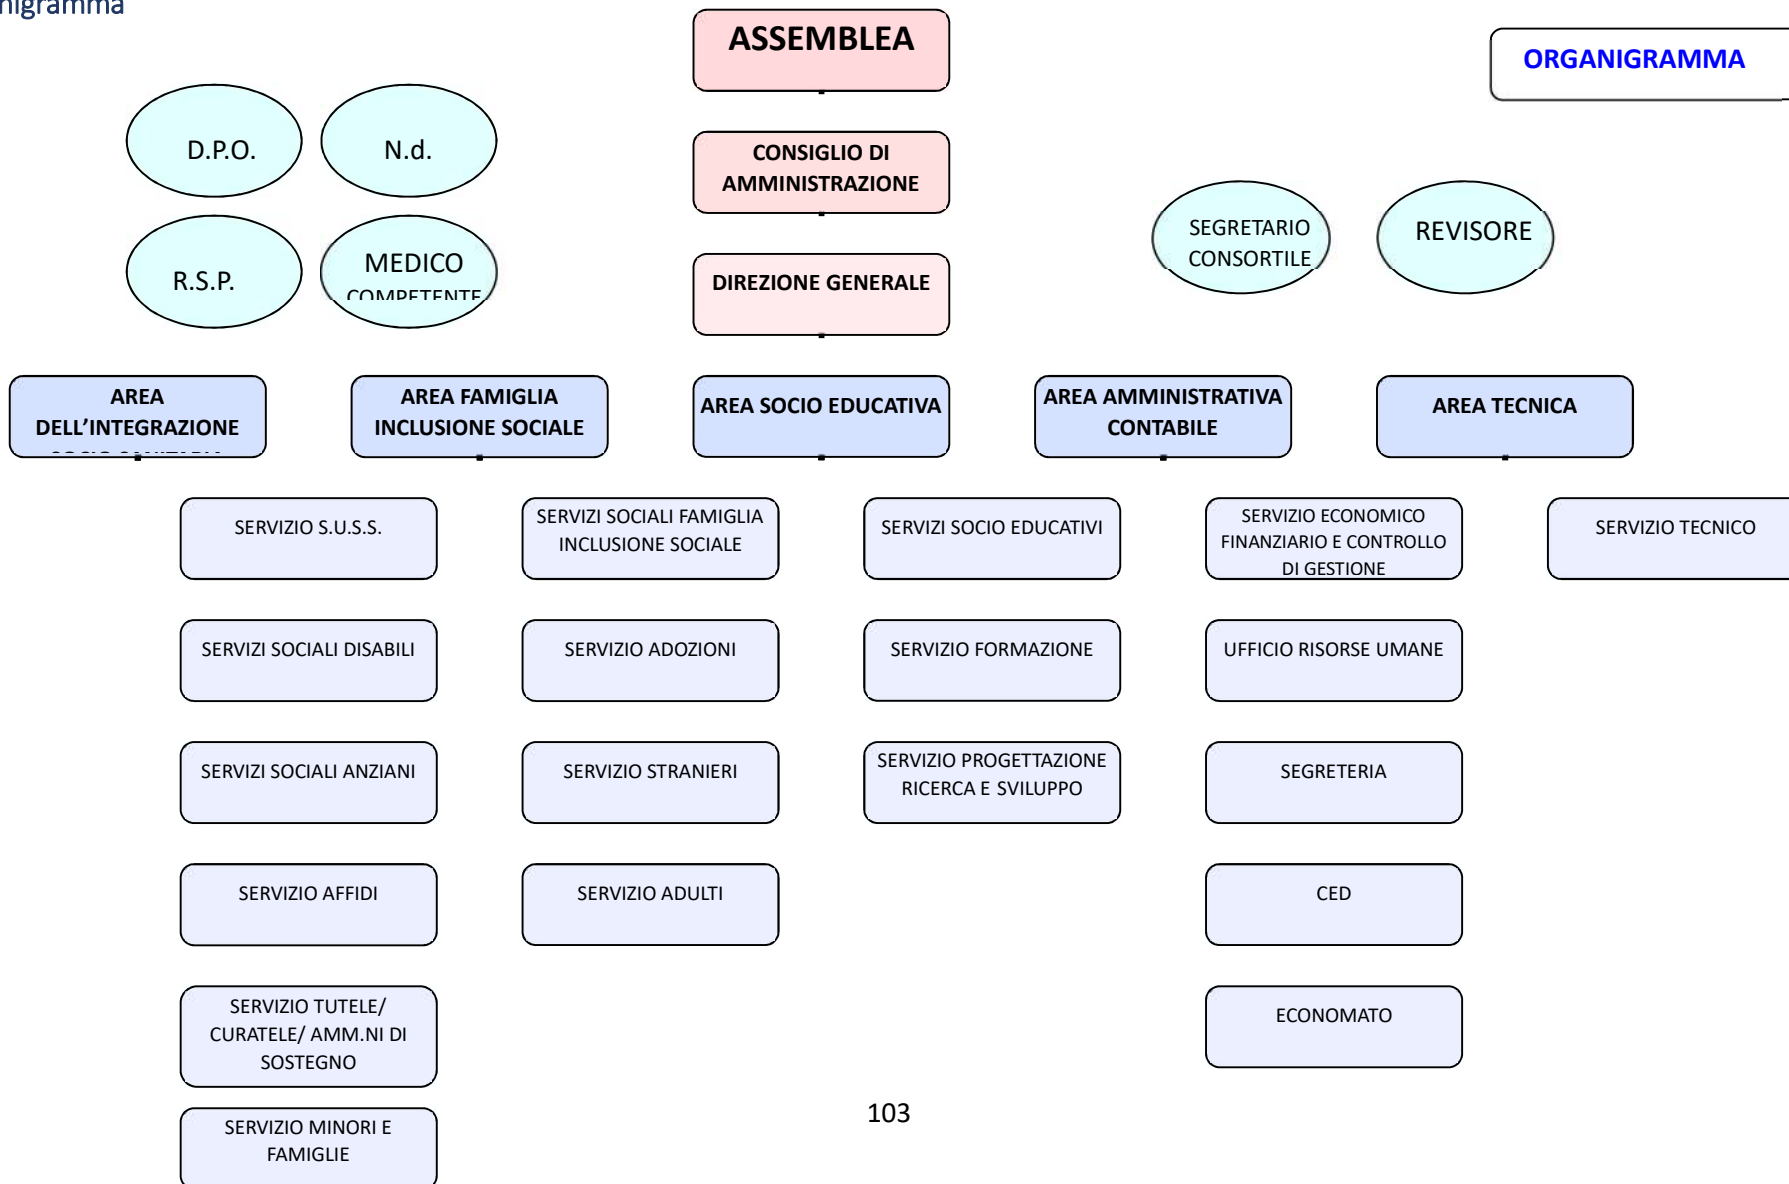 nigramma
ASSEMBLEA
ORGANIGRAMMA
D.P.O.
N.d.
CONSIGLIO DI
AMMINISTRAZIONE
SEGRETARIO
CONSORTILE
REVISORE
R.S.P.
MEDICO
COMPETENTE
DIREZIONE GENERALE
AREA
DELL’INTEGRAZIONE
AREA FAMIGLIA
INCLUSIONE SOCIALE
AREA SOCIO EDUCATIVA
AREA AMMINISTRATIVA
CONTABILE
AREA TECNICA
SERVIZIO S.U.S.S.
SERVIZI SOCIALI FAMIGLIA
INCLUSIONE SOCIALE
SERVIZI SOCIO EDUCATIVI
SERVIZIO ECONOMICO
FINANZIARIO E CONTROLLO
DI GESTIONE
SERVIZIO TECNICO
SERVIZI SOCIALI DISABILI
SERVIZIO ADOZIONI
SERVIZIO FORMAZIONE
UFFICIO RISORSE UMANE
SERVIZI SOCIALI ANZIANI
SERVIZIO STRANIERI
SERVIZIO PROGETTAZIONE
RICERCA E SVILUPPO
SEGRETERIA
SERVIZIO AFFIDI
SERVIZIO ADULTI
CED
SERVIZIO TUTELE/
CURATELE/ AMM.NI DI
SOSTEGNO
ECONOMATO
SERVIZIO MINORI E
FAMIGLIE
103